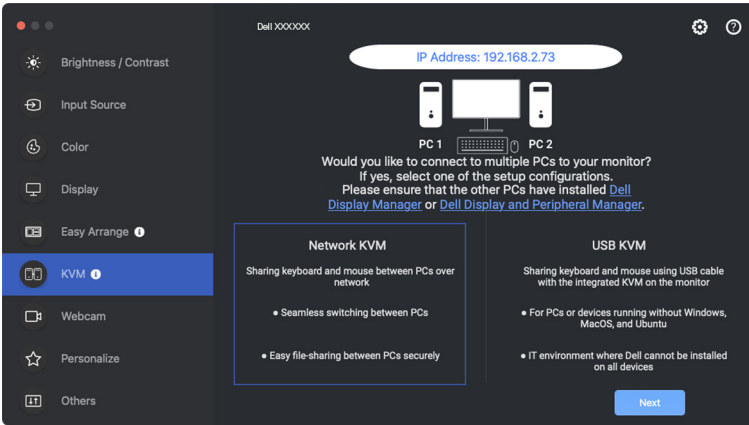 Dell XXXXXX
Brightness / Contrast
Input Source
Color
Display
Easy Arrange
KVM
Webcam
Personalize
Others
IP Address: 192.168.2.73
PC 1
PC 2
Would you like to connect to multiple PCs to your monitor?
If yes, select one of the setup configurations.
Please ensure that the other PCs have installed Dell
Display Manager or Dell Display and Peripheral Manager.
Network KVM
Sharing keyboard and mouse between PCs over
network
• Seamless switching between PCs
• Easy file-sharing between PCs securely
USB KVM
Sharing keyboard and mouse using USB cable
with the integrated KVM on the monitor
• For PCs or devices running without Windows,
MacOS, and Ubuntu
• IT environment where Dell cannot be installed
on all devices
Next